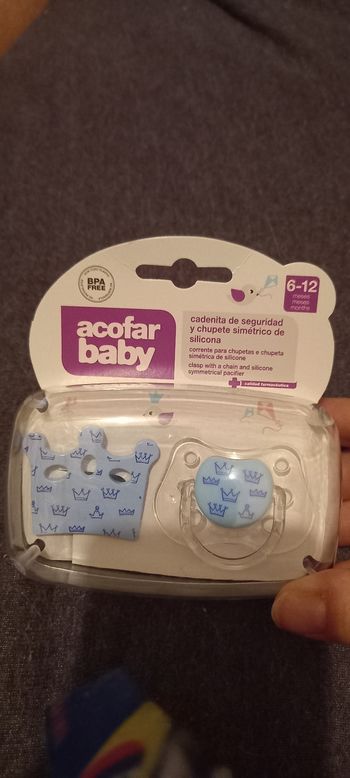 BPA
FREE
6-12
meses
meses
months
acofar
baby
cadenita de seguridad
y chupete simétrico de
silicona
corrente para chupetas e chupeta
simétrica de silicone
clasp with a chain and silicone
symmetrical pacifier
calidad farmacéutica